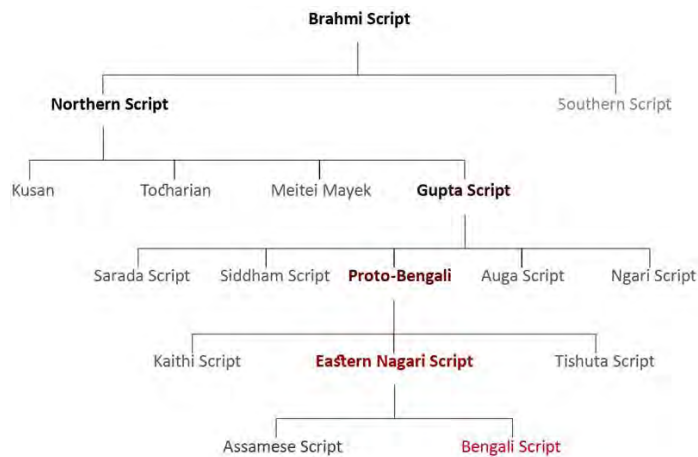 Brahmi Script
Northern Script Southern Script
Kusan Tocharian Meitei Mayek Gupta Script
Sarada Script Siddham Script Proto-Bengali Auga Script Ngari Script
Kaithi Script Eastern Nagari Script Tishuta Script
Assamese Script Bengali Script